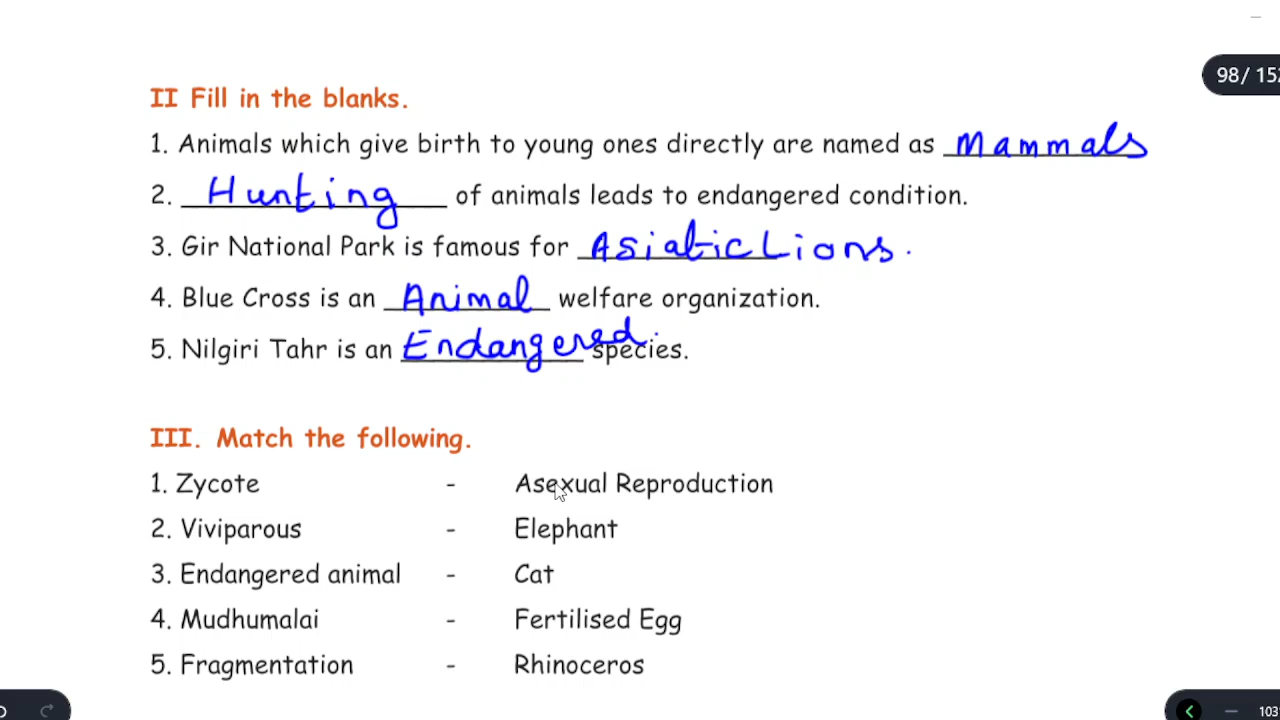 98/ 152
II Fill in the blanks.
1. Animals which give birth to young ones directly are named as Mammals
2. Hunting of animals leads to endangered condition.
3. Gir National Park is famous for Asiatic Lions.
4. Blue Cross is an Animal welfare organization.
5. Nilgiri Tahr is an Endangered species.
III. Match the following.
1. Zycote - Asexual Reproduction
2. Viviparous - Elephant
3. Endangered animal - Cat
4. Mudhumalai - Fertilised Egg
5. Fragmentation - Rhinoceros
103